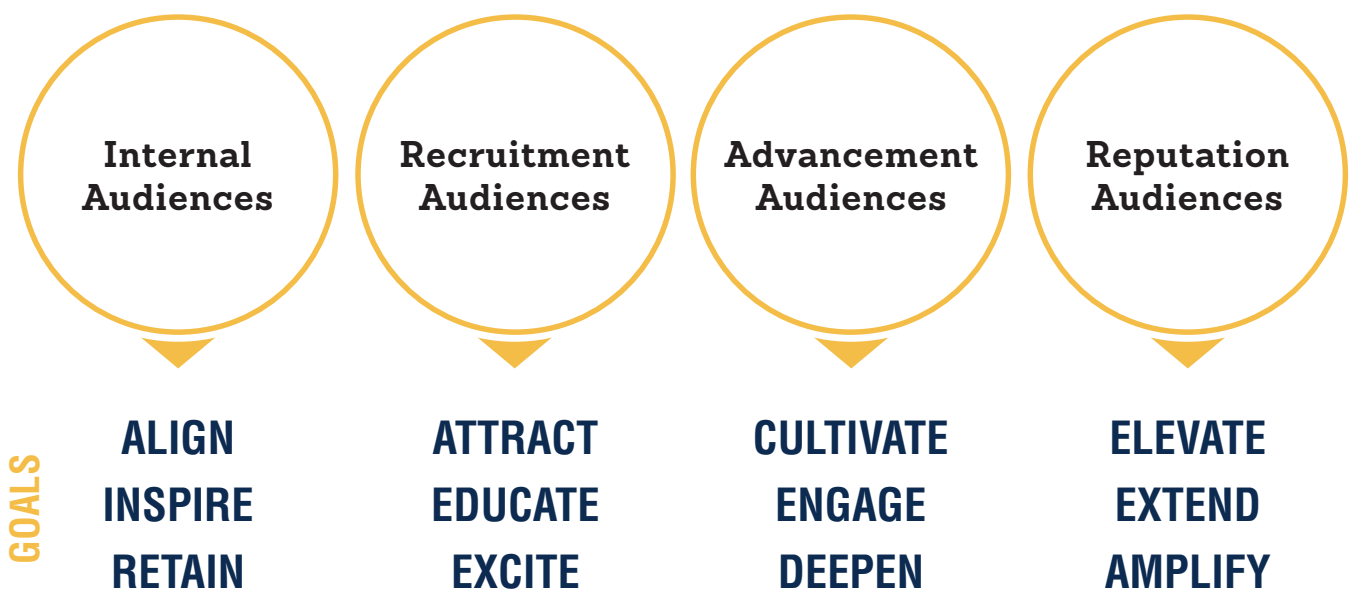 Internal
Audiences
Recruitment
Audiences
Advancement
Audiences
Reputation
Audiences
GOALS
ALIGN
INSPIRE
RETAIN
ATTRACT
EDUCATE
EXCITE
CULTIVATE
ENGAGE
DEEPEN
ELEVATE
EXTEND
AMPLIFY